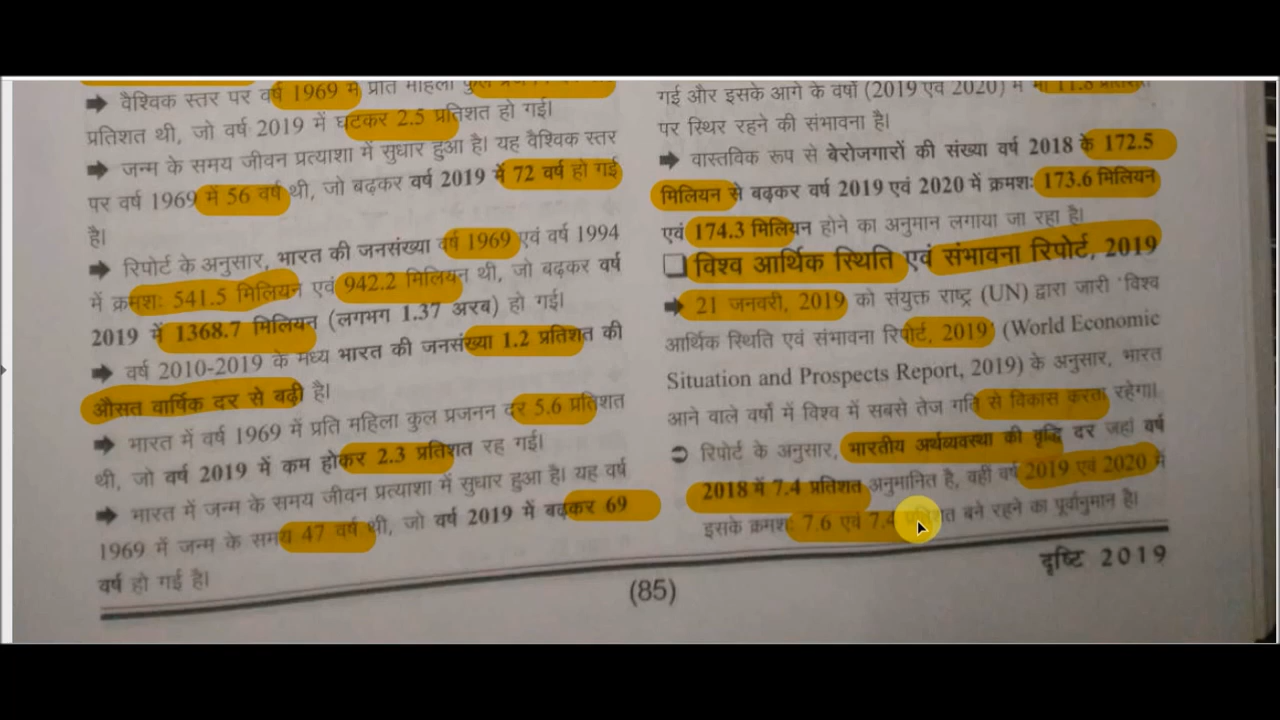 ➡ वैश्विक स्तर पर वर्ष 1969 में प्रति महिला कुल प्रजनन
प्रतिशत थी, जो वर्ष 2019 में घटकर 2.5 प्रतिशत हो गई।
➡ जन्म के समय जीवन प्रत्याशा में सुधार हुआ है। यह वैश्विक स्तर
पर वर्ष 1969 में 56 वर्ष थी, जो बढ़कर वर्ष 2019 में 72 वर्ष हो गई
है।
➡ रिपोर्ट के अनुसार, भारत की जनसंख्या वर्ष 1969 एवं वर्ष 1994
में क्रमशः 541.5 मिलियन एवं 942.2 मिलियन थी, जो बढ़कर वर्ष
2019 में 1368.7 मिलियन (लगभग 1.37 अरब) हो गई।
➡ वर्ष 2010-2019 के मध्य भारत की जनसंख्या 1.2 प्रतिशत की
औसत वार्षिक दर से बढ़ी है।
➡ भारत में वर्ष 1969 में प्रति महिला कुल प्रजनन दर 5.6 प्रतिशत
थी, जो वर्ष 2019 में कम होकर 2.3 प्रतिशत रह गई।
➡ भारत में जन्म के समय जीवन प्रत्याशा में सुधार हुआ है। यह वर्ष
1969 में जन्म के समय 47 वर्ष थी, जो वर्ष 2019 में बढ़कर 69
वर्ष हो गई है।
गई और इसके आगे के वर्षों (2019 एवं 2020) में भी 11.8 प्रतिशत
पर स्थिर रहने की संभावना है।
➡ वास्तविक रूप से बेरोजगारों की संख्या वर्ष 2018 के 172.5
मिलियन से बढ़कर वर्ष 2019 एवं 2020 में क्रमशः 173.6 मिलियन
एवं 174.3 मिलियन होने का अनुमान लगाया जा रहा है।
❑ विश्व आर्थिक स्थिति एवं संभावना रिपोर्ट, 2019
➡ 21 जनवरी, 2019 को संयुक्त राष्ट्र (UN) द्वारा जारी 'विश्व
आर्थिक स्थिति एवं संभावना रिपोर्ट, 2019' (World Economic
Situation and Prospects Report, 2019) के अनुसार, भारत
आने वाले वर्षों में विश्व में सबसे तेज गति से विकास करता रहेगा।
➲ रिपोर्ट के अनुसार, भारतीय अर्थव्यवस्था की वृद्धि दर जहां वर्ष
2018 में 7.4 प्रतिशत अनुमानित है, वहीं वर्ष 2019 एवं 2020 में
इसके क्रमशः 7.6 एवं 7.4 प्रतिशत बने रहने का पूर्वानुमान है।
(85)
दृष्टि 2019